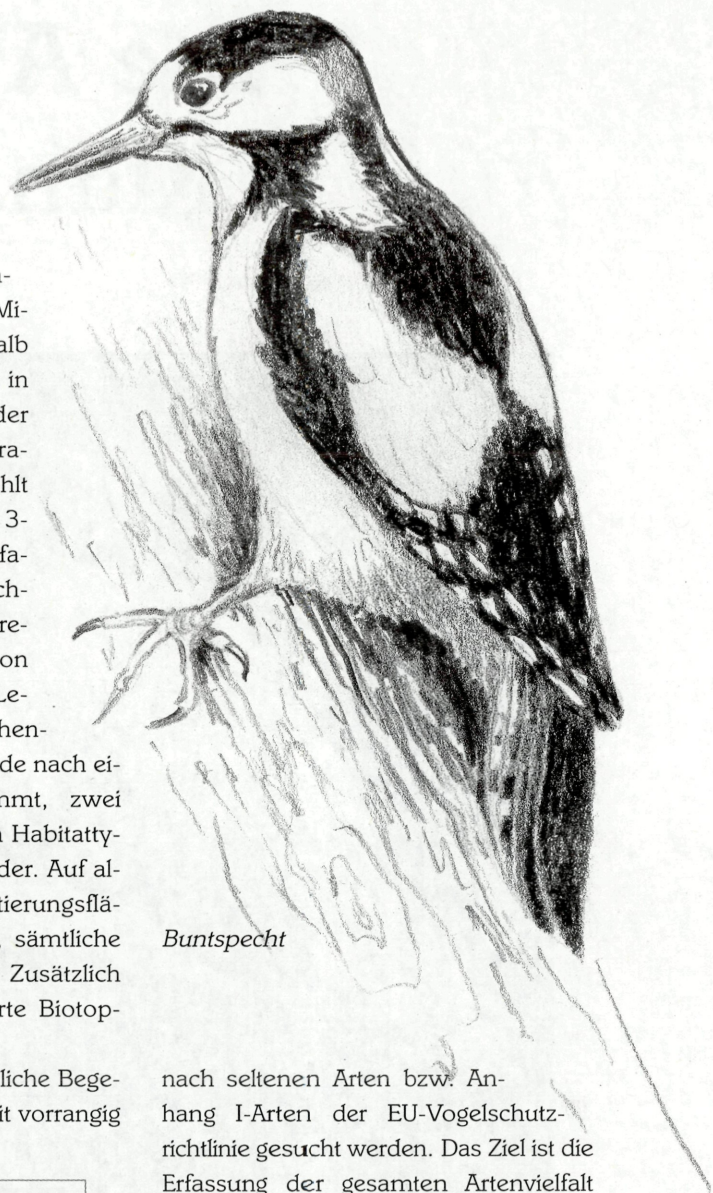 Mi-
alb
in
der
ra-
hlt
3-
fa-
ch-
re-
on
Le-
hen-
de nach ei-
nmt, zwei
Habitatty-
der. Auf al-
tierungsflä-
sämtliche
Zusätzlich
rte Biotop-
liche Bege-
it vorrangig
Buntspecht
nach seltenen Arten bzw. An-
hang I-Arten der EU-Vogelschutz-
richtlinie gesucht werden. Das Ziel ist die
Erfassung der gesamten Artenvielfalt